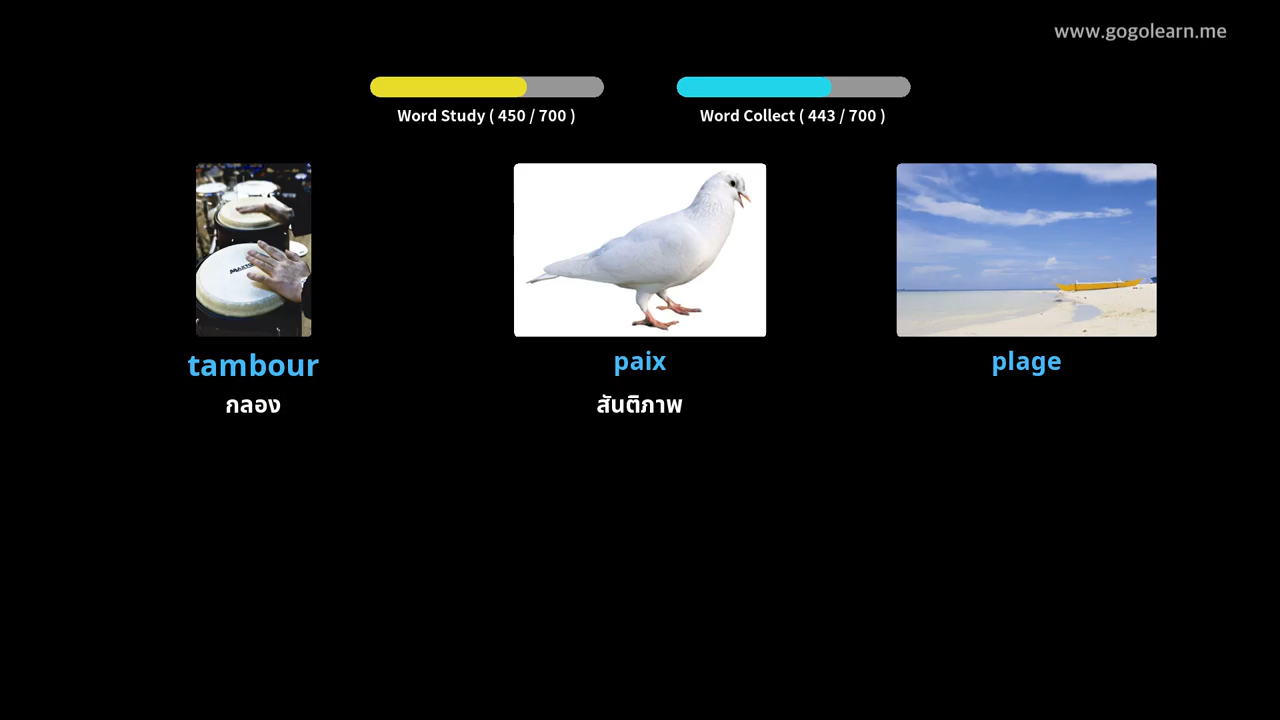 www.gogolearn.me
Word Study ( 450 / 700 )
Word Collect ( 443 / 700 )
tambour
paix
plage
กลอง
สันติภาพ